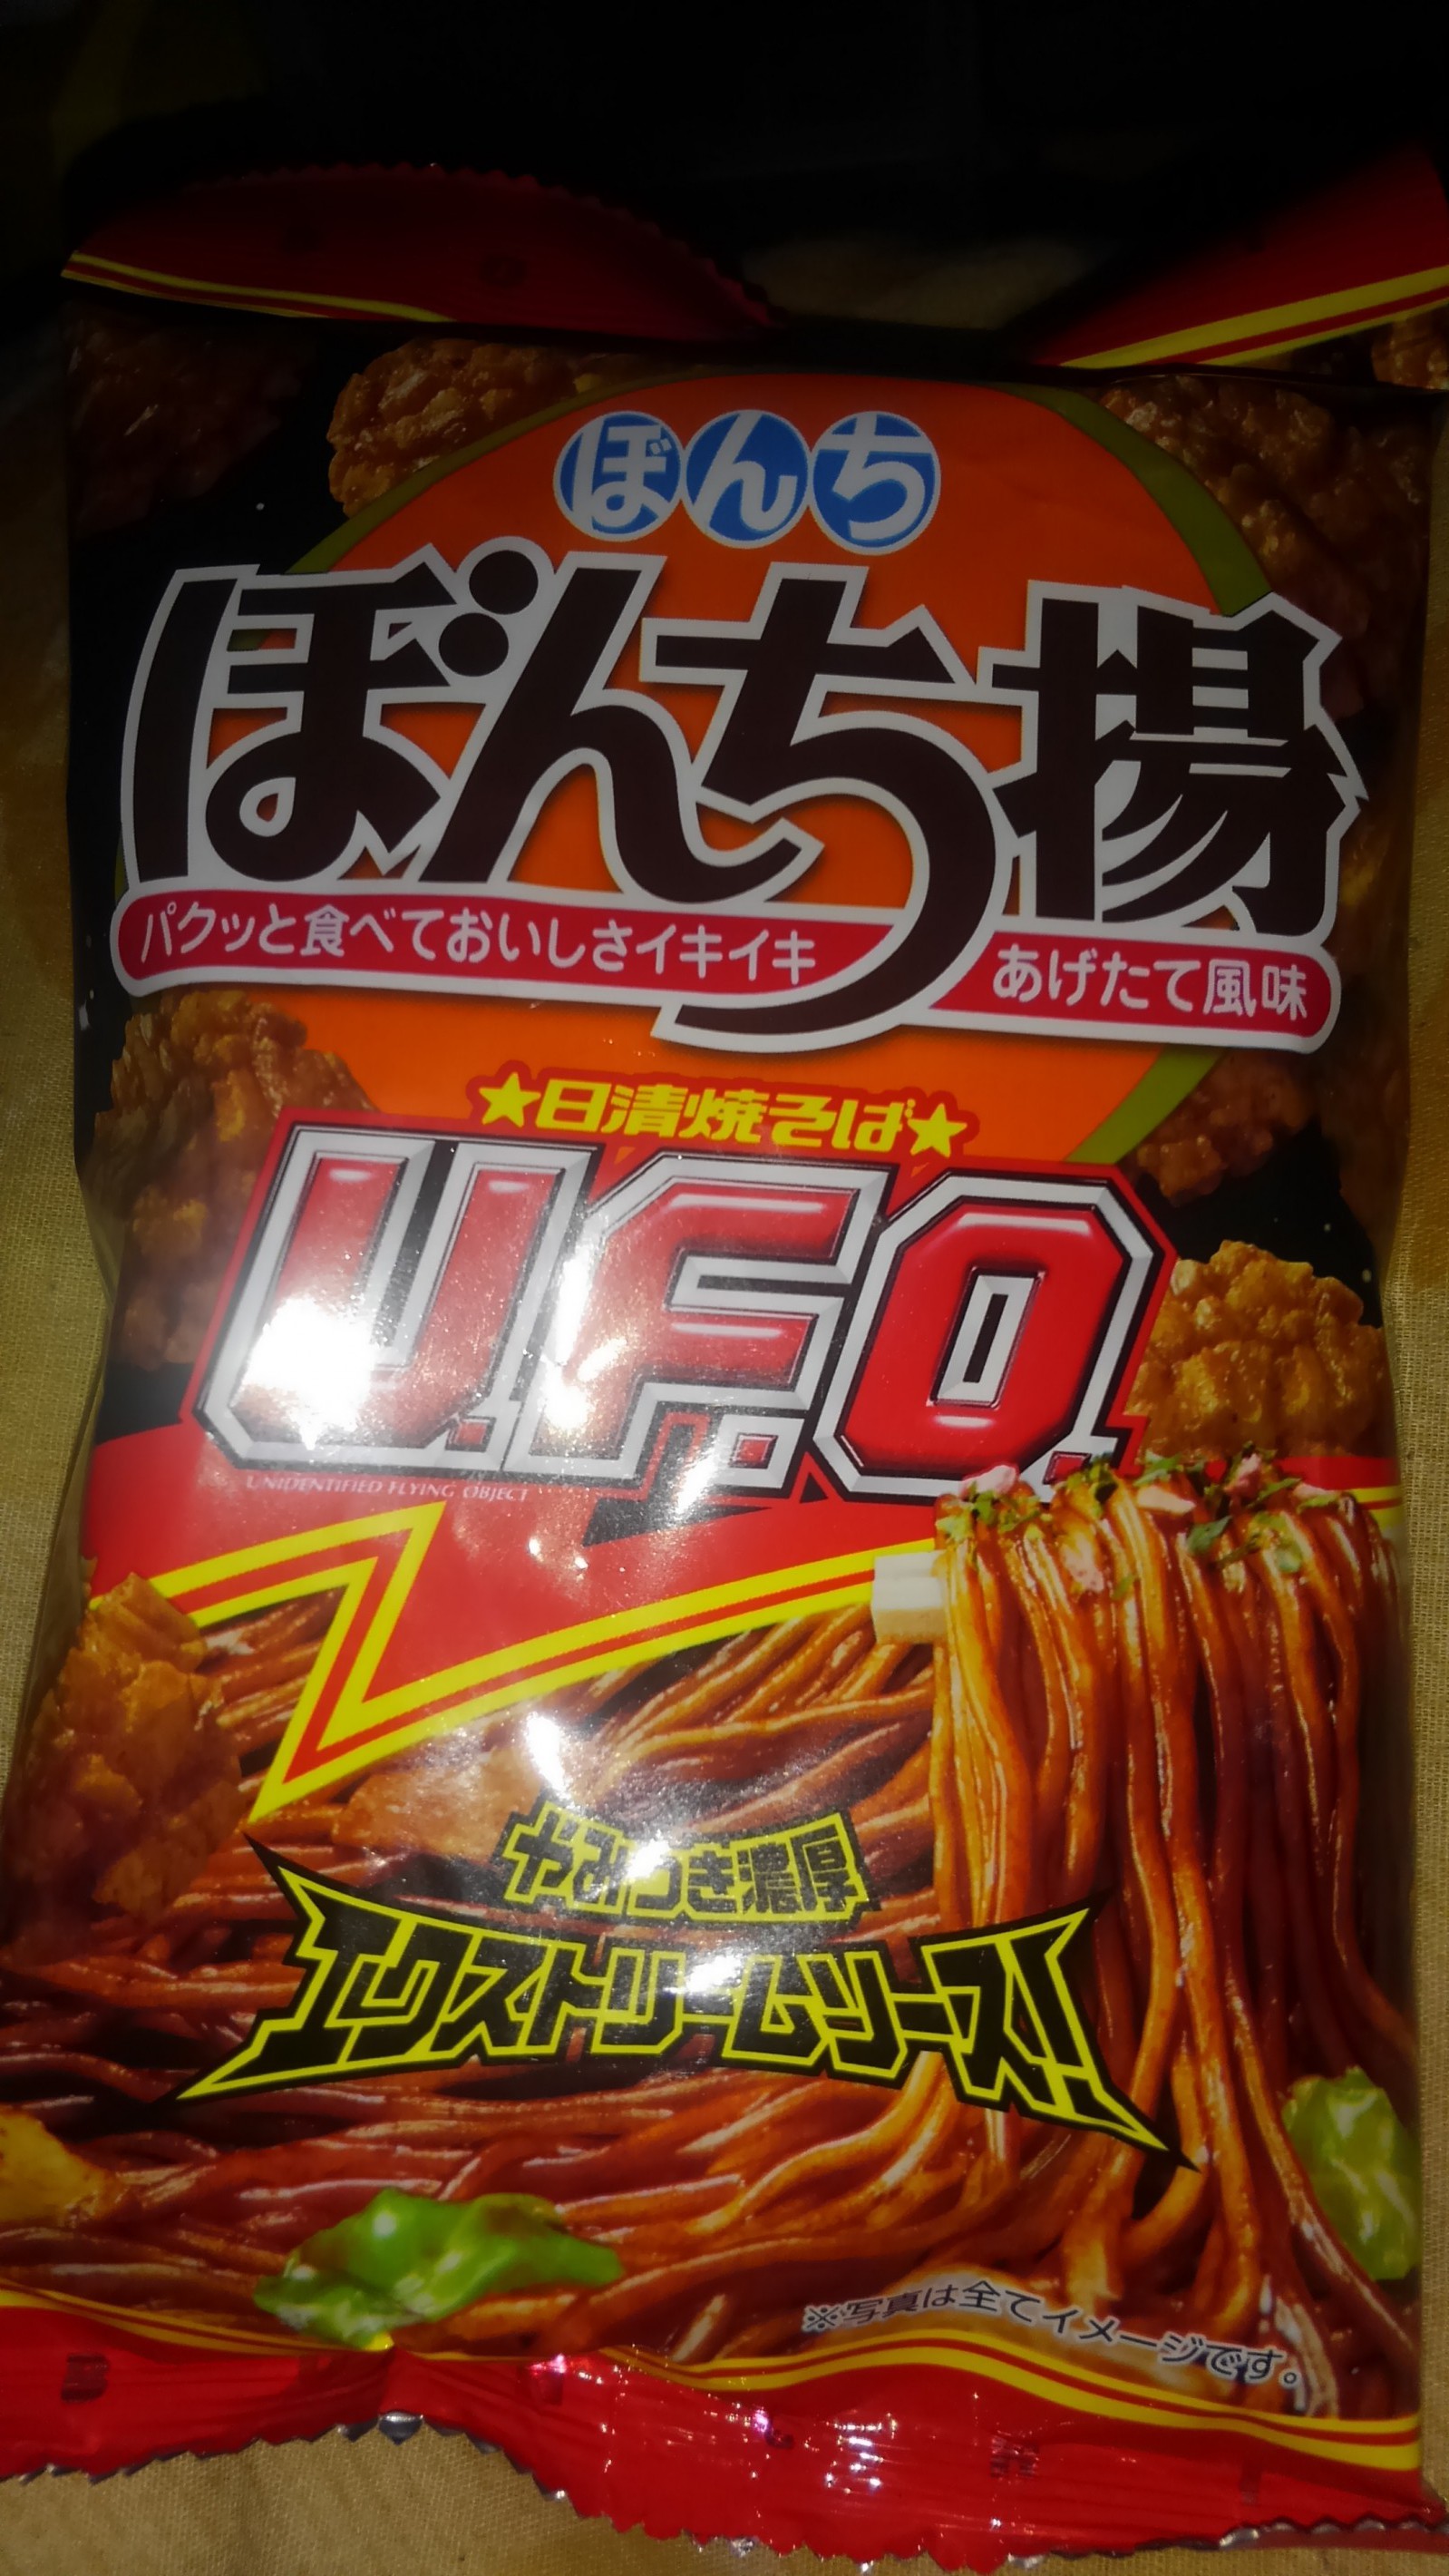 ぼんち
ぼんち揚
パクッと食べておいしさイキイキ あげたて風味
★日清焼そば★
U.F.O.
UNIDENTIFIED FLYING OBJECT
やみつき濃厚
エクストリームソース!
※写真は全てイメージです。